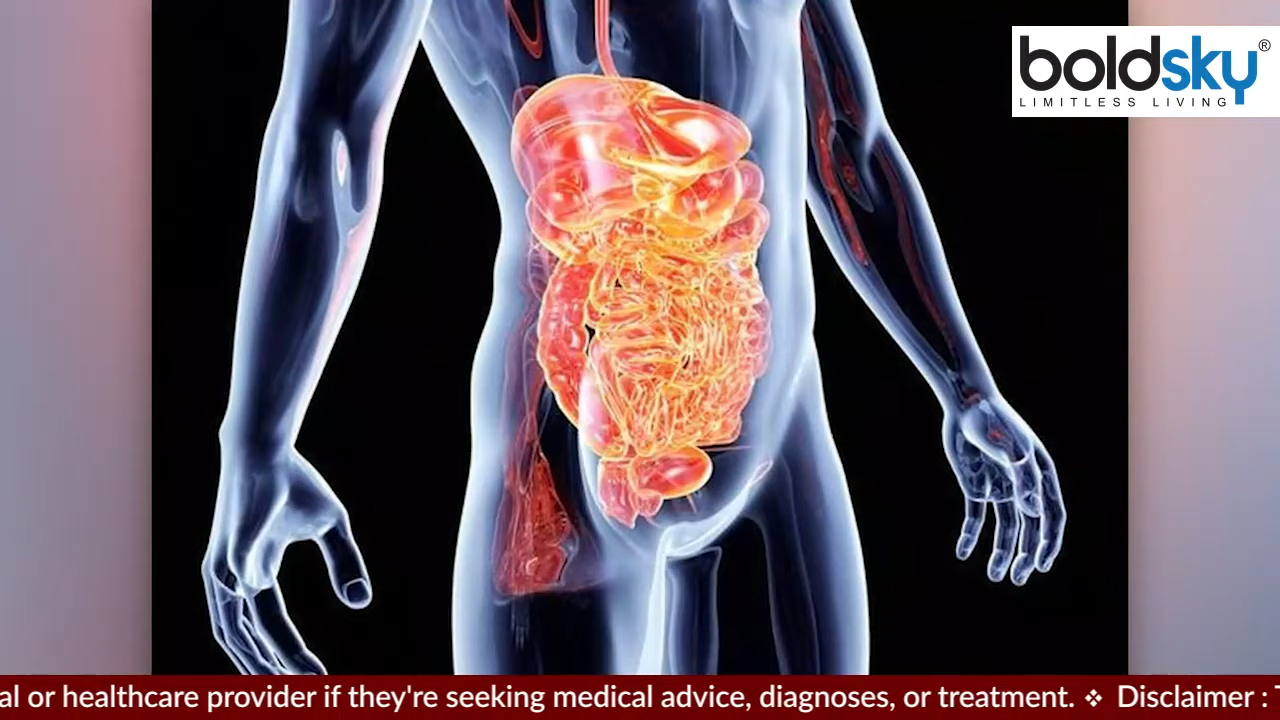 boldsky®
LIMITLESS LIVING
al or healthcare provider if they're seeking medical advice, diagnoses, or treatment. ❖ Disclaimer :